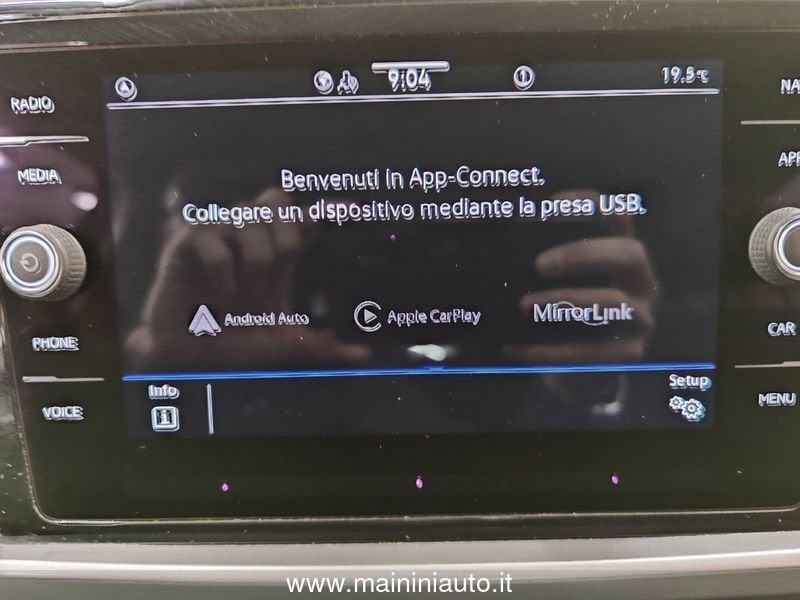 9:04
1
19.5°C
RADIO
NA
MEDIA
APP
Benvenuti in App-Connect.
Collegare un dispositivo mediante la presa USB.
Android Auto
Apple CarPlay
MirrorLink
PHONE
CAR
Info
Setup
VOICE
MENU
www.maininiauto.it